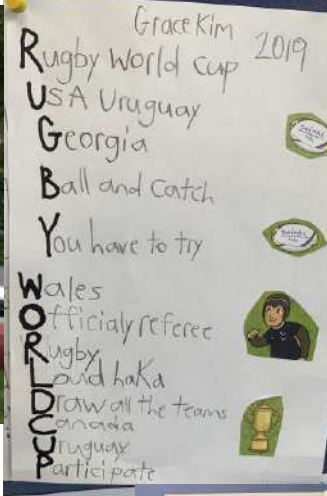 Grace Kim 2019
Rugby World cup
USA Uruguay
Georgia
Ball and catch
You have to try
Wales
Officialy referee
Rugby
Loud haKa
Draw all the teams
Canada
Uruguay
Participate